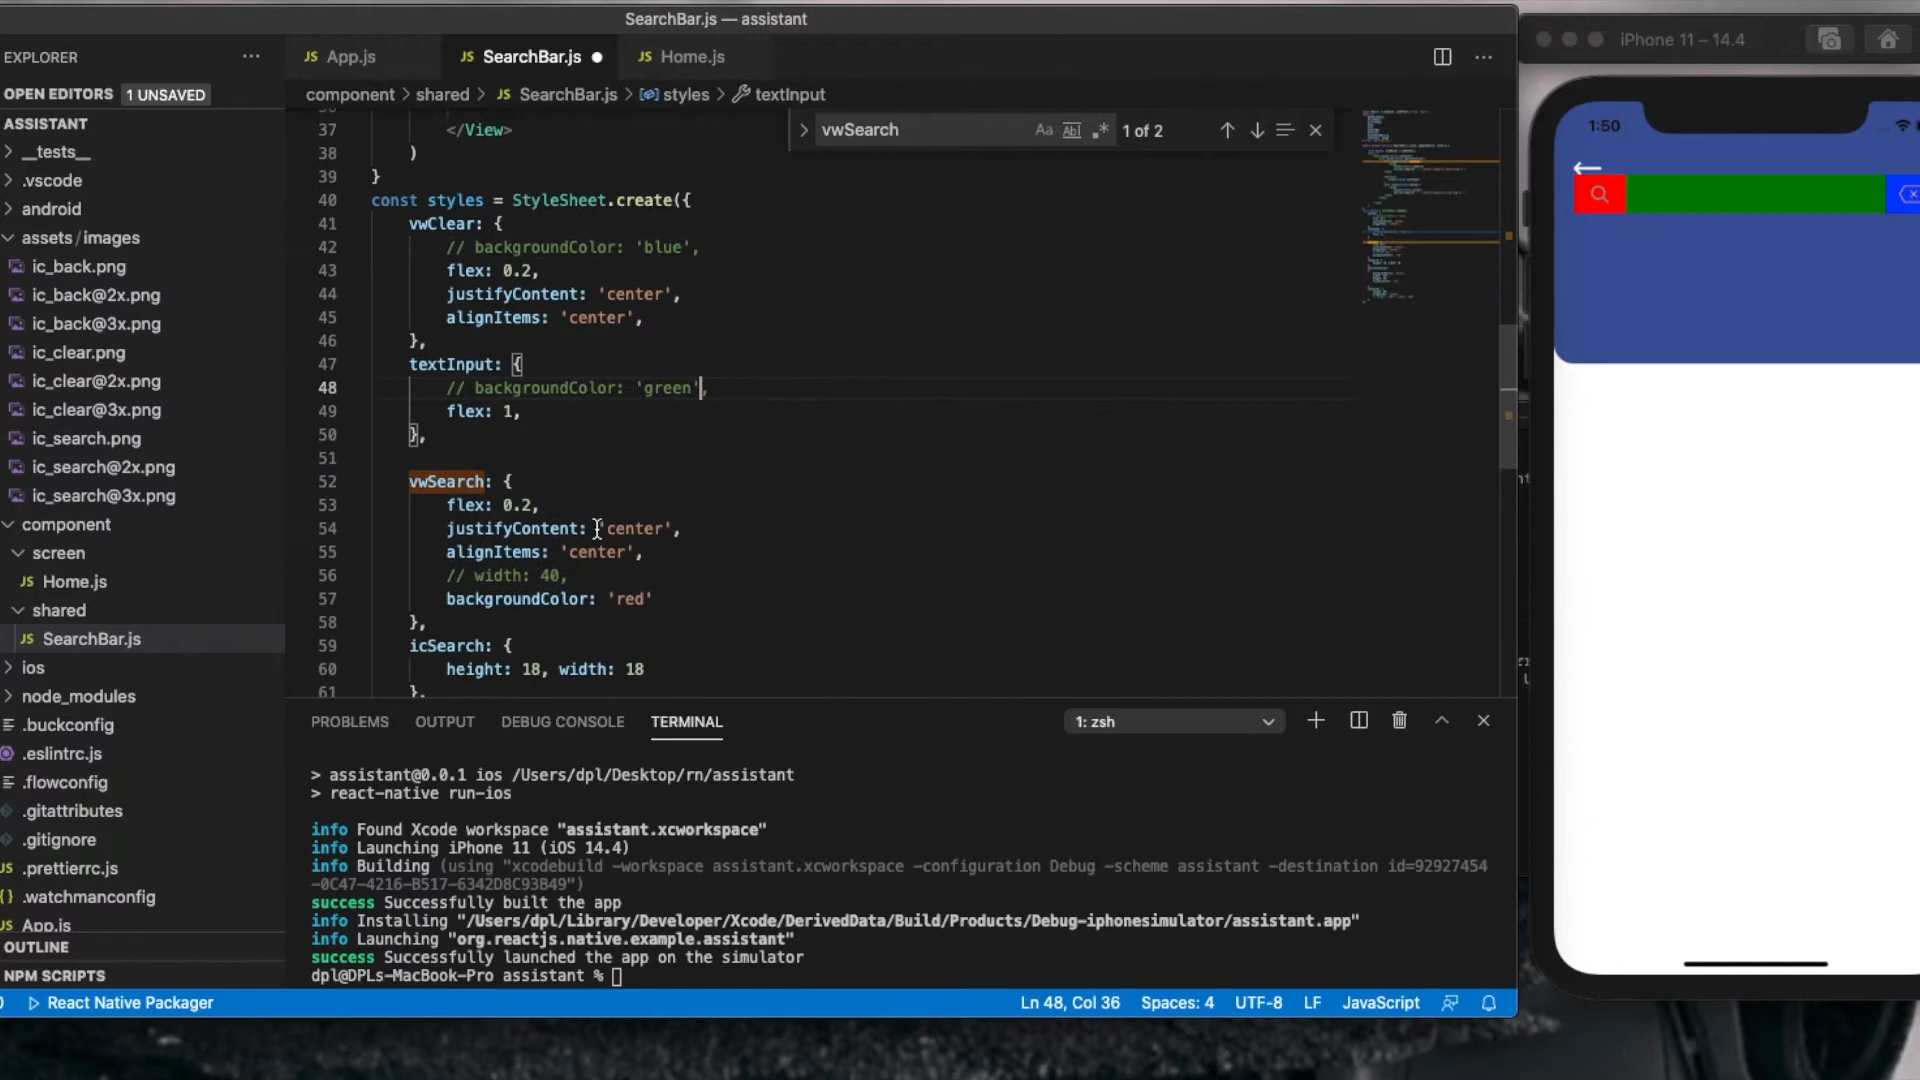 SearchBar.js — assistant
iPhone 11 – 14.4
EXPLORER
App.js
SearchBar.js
Home.js
OPEN EDITORS 1 UNSAVED
component > shared > JS SearchBar.js > styles > textInput
ASSISTANT
__tests__
.vscode
android
assets/images
ic_back.png
ic_back@2x.png
ic_back@3x.png
ic_clear.png
ic_clear@2x.png
ic_clear@3x.png
ic_search.png
ic_search@2x.png
ic_search@3x.png
component
screen
JS Home.js
shared
JS SearchBar.js
ios
node_modules
.buckconfig
.eslintrc.js
.flowconfig
.gitattributes
.gitignore
JS .prettierrc.js
{} .watchmanconfig
JS App.js
OUTLINE
NPM SCRIPTS
vwSearch Aa Abl .* 1 of 2
37 </View>
38 )
39 }
40 const styles = StyleSheet.create({
41 vwClear: {
42 // backgroundColor: 'blue',
43 flex: 0.2,
44 justifyContent: 'center',
45 alignItems: 'center',
46 },
47 textInput: {
48 // backgroundColor: 'green',
49 flex: 1,
50 },
51
52 vwSearch: {
53 flex: 0.2,
54 justifyContent: 'center',
55 alignItems: 'center',
56 // width: 40,
57 backgroundColor: 'red'
58 },
59 icSearch: {
60 height: 18, width: 18
61 },
PROBLEMS OUTPUT DEBUG CONSOLE TERMINAL 1: zsh
> assistant@0.0.1 ios /Users/dpl/Desktop/rn/assistant
> react-native run-ios
info Found Xcode workspace "assistant.xcworkspace"
info Launching iPhone 11 (iOS 14.4)
info Building (using "xcodebuild -workspace assistant.xcworkspace -configuration Debug -scheme assistant -destination id=92927454
-0C47-4216-B517-6342D8C93B49")
success Successfully built the app
info Installing "/Users/dpl/Library/Developer/Xcode/DerivedData/Build/Products/Debug-iphonesimulator/assistant.app"
info Launching "org.reactjs.native.example.assistant"
success Successfully launched the app on the simulator
dpl@DPLs-MacBook-Pro assistant %
React Native Packager
Ln 48, Col 36 Spaces: 4 UTF-8 LF JavaScript
1:50